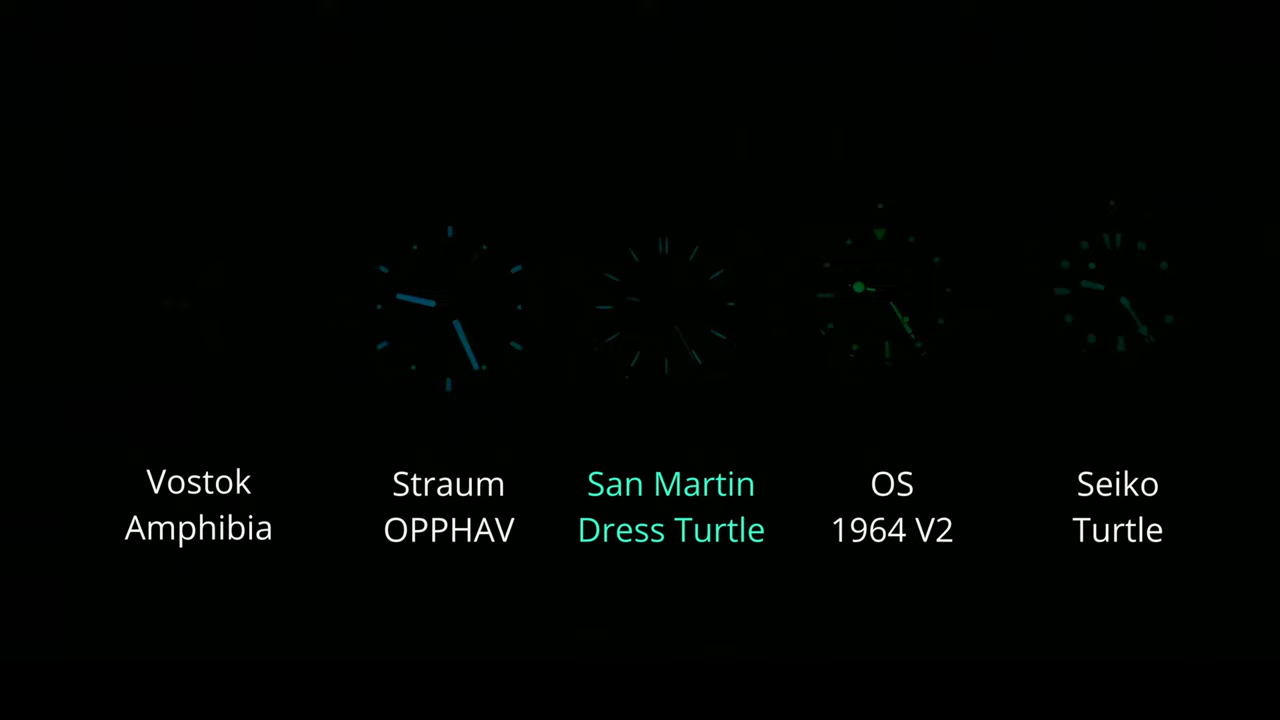 Vostok
Amphibia
Straum
OPPHAV
San Martin
Dress Turtle
OS
1964 V2
Seiko
Turtle